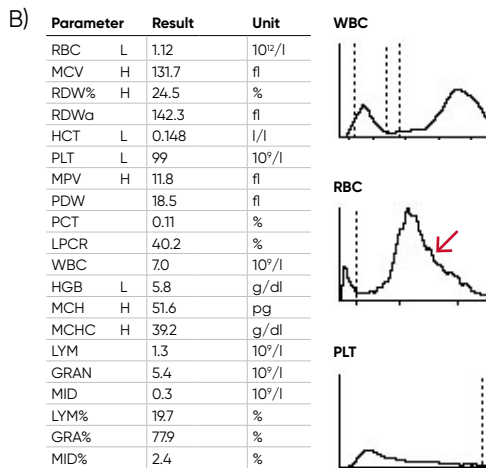 B)
Parameter Result Unit
RBC L 1.12 10¹²/l
MCV H 131.7 fl
RDW% H 24.5 %
RDWa 142.3 fl
HCT L 0.148 l/l
PLT L 99 10⁹/l
MPV H 11.8 fl
PDW 18.5 fl
PCT 0.11 %
LPCR 40.2 %
WBC 7.0 10⁹/l
HGB L 5.8 g/dl
MCH H 51.6 pg
MCHC H 39.2 g/dl
LYM 1.3 10⁹/l
GRAN 5.4 10⁹/l
MID 0.3 10⁹/l
LYM% 19.7 %
GRA% 77.9 %
MID% 2.4 %
WBC
RBC
PLT